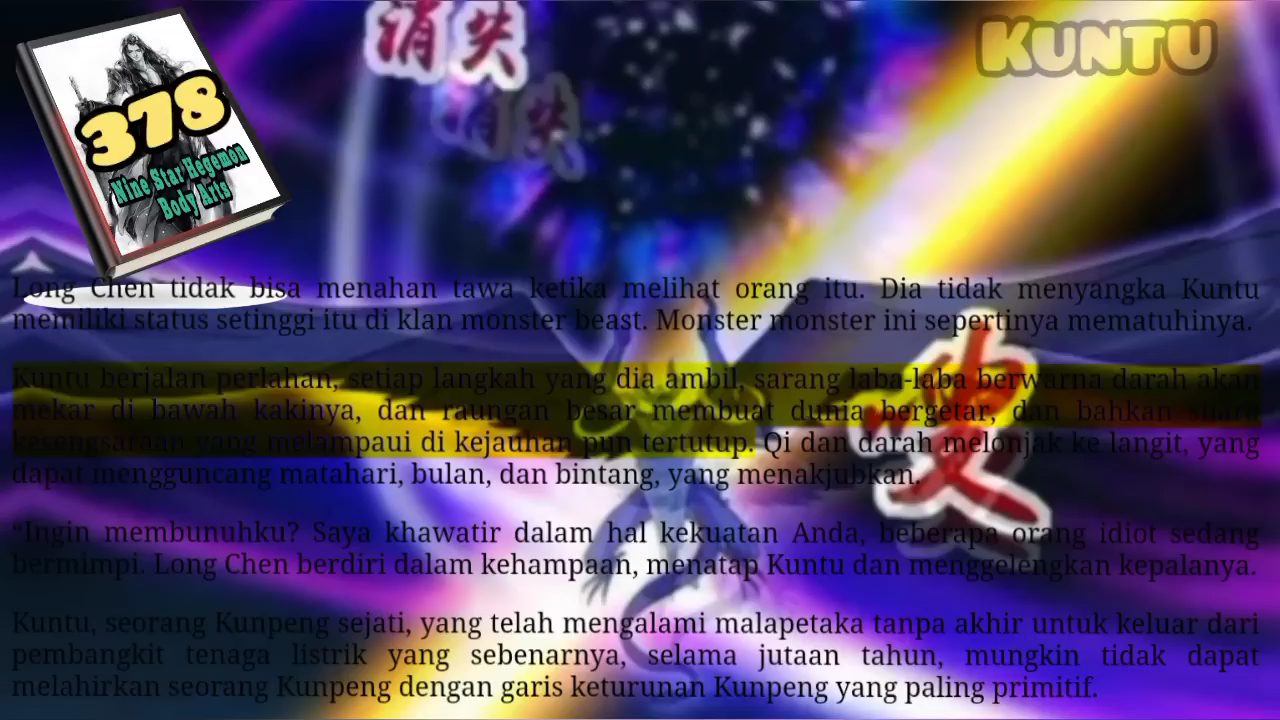 消失
消失
KUNTU
378
Nine Star Hegemon
Body Arts
Long Chen tidak bisa menahan tawa ketika melihat orang itu. Dia tidak menyangka Kuntu
memiliki status setinggi itu di klan monster beast. Monster monster ini sepertinya mematuhinya.
Kuntu berjalan perlahan, setiap langkah yang dia ambil, sarang laba-laba berwarna darah akan
mekar di bawah kakinya, dan raungan besar membuat dunia bergetar, dan bahkan suara
kesengsaraan yang melampaui di kejauhan pun tertutup. Qi dan darah melonjak ke langit, yang
dapat mengguncang matahari, bulan, dan bintang, yang menakjubkan.
“Ingin membunuhku? Saya khawatir dalam hal kekuatan Anda, beberapa orang idiot sedang
bermimpi. Long Chen berdiri dalam kehampaan, menatap Kuntu dan menggelengkan kepalanya.
Kuntu, seorang Kunpeng sejati, yang telah mengalami malapetaka tanpa akhir untuk keluar dari
pembangkit tenaga listrik yang sebenarnya, selama jutaan tahun, mungkin tidak dapat
melahirkan seorang Kunpeng dengan garis keturunan Kunpeng yang paling primitif.